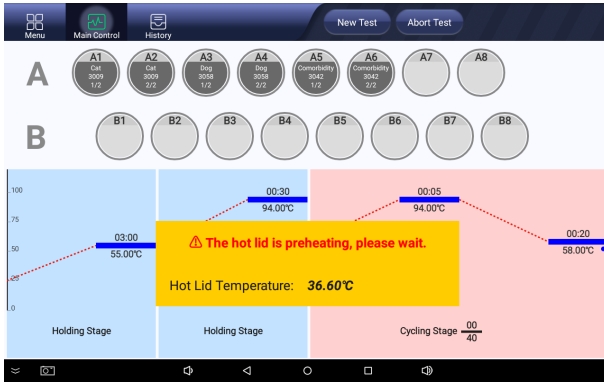 Menu
Main Control
History
New Test
Abort Test
A
A1
Cat
3009
1/2
A2
Cat
3009
2/2
A3
Dog
3058
1/2
A4
Dog
3058
2/2
A5
Comorbidity
3042
1/2
A6
Comorbidity
3042
2/2
A7
A8
B
B1
B2
B3
B4
B5
B6
B7
B8
100
75
50
25
0
03:00
55.00℃
00:30
94.00℃
00:05
94.00℃
00:20
58.00℃
The hot lid is preheating, please wait.
Hot Lid Temperature: 36.60℃
Holding Stage
Holding Stage
Cycling Stage 00
40